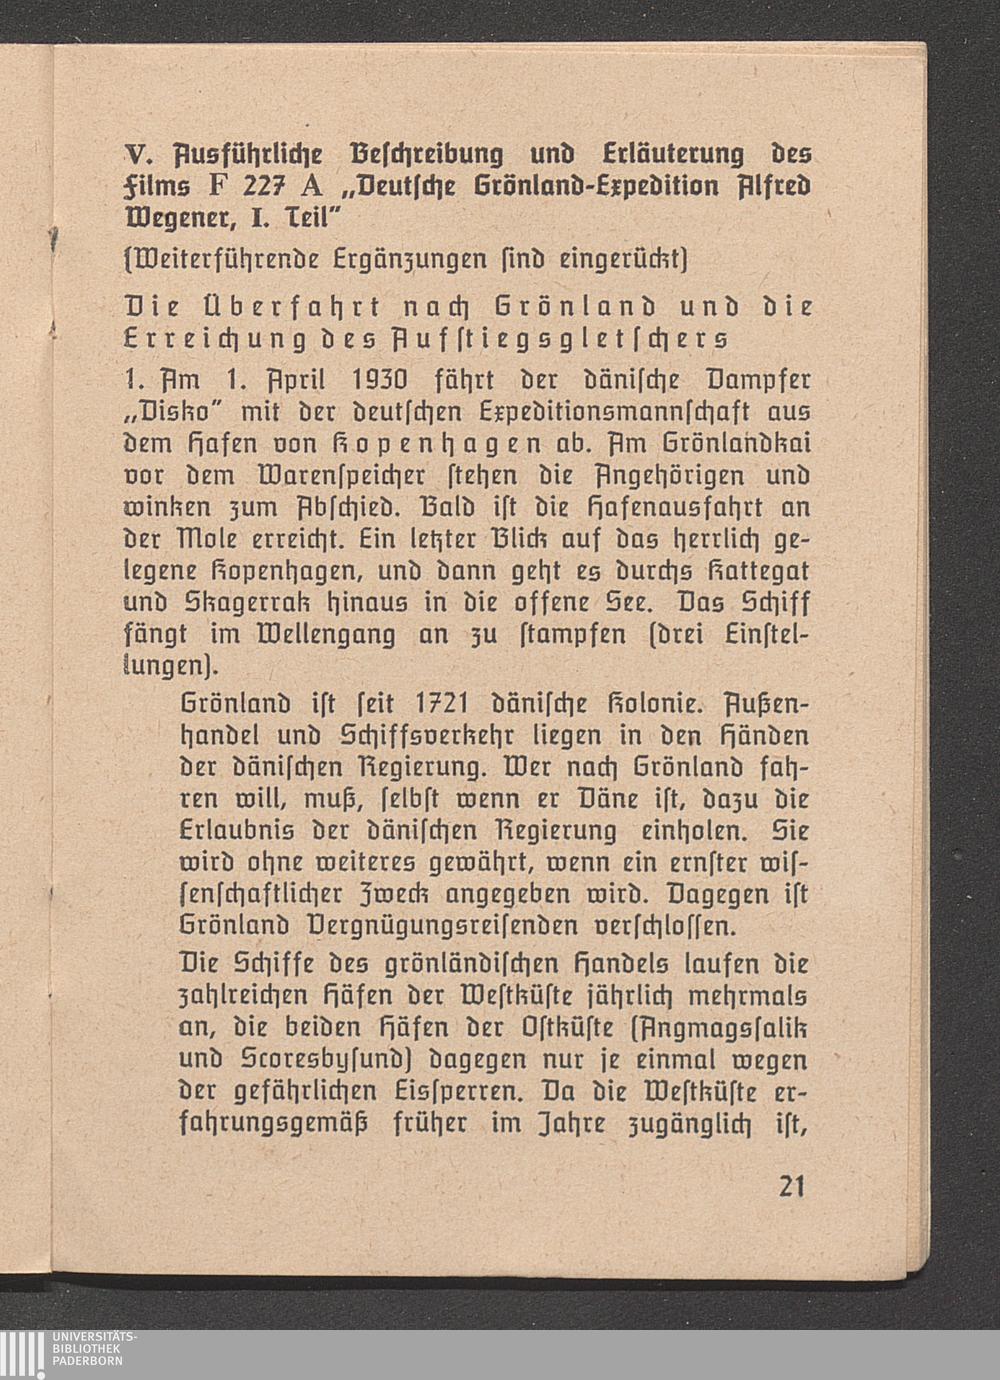 V. Ausführliche Beschreibung und Erläuterung des
Films F 227 A „Deutsche Grönland-Expedition Alfred
Wegener, I. Teil“
(Weiterführende Ergänzungen sind eingerückt)
Die Überfahrt nach Grönland und die
Erreichung des Aufstiegsgletschers
1. Am 1. April 1930 fährt der dänische Dampfer
„Disko“ mit der deutschen Expeditionsmannschaft aus
dem Hafen von Kopenhagen ab. Am Grönlandkai
vor dem Warenspeicher stehen die Angehörigen und
winken zum Abschied. Bald ist die Hafenausfahrt an
der Mole erreicht. Ein letzter Blick auf das herrlich ge-
legene Kopenhagen, und dann geht es durchs Kattegat
und Skagerrak hinaus in die offene See. Das Schiff
fängt im Wellengang an zu stampfen (drei Einstel-
lungen).
Grönland ist seit 1721 dänische Kolonie. Außen-
handel und Schiffsverkehr liegen in den Händen
der dänischen Regierung. Wer nach Grönland fah-
ren will, muß, selbst wenn er Däne ist, dazu die
Erlaubnis der dänischen Regierung einholen. Sie
wird ohne weiteres gewährt, wenn ein ernster wis-
senschaftlicher Zweck angegeben wird. Dagegen ist
Grönland Vergnügungsreisenden verschlossen.
Die Schiffe des grönländischen Handels laufen die
zahlreichen Häfen der Westküste jährlich mehrmals
an, die beiden Häfen der Ostküste (Angmagssalik
und Scoresbysund) dagegen nur je einmal wegen
der gefährlichen Eissperren. Da die Westküste er-
fahrungsgemäß früher im Jahre zugänglich ist,
21
UNIVERSITÄTS-
BIBLIOTHEK
PADERBORN